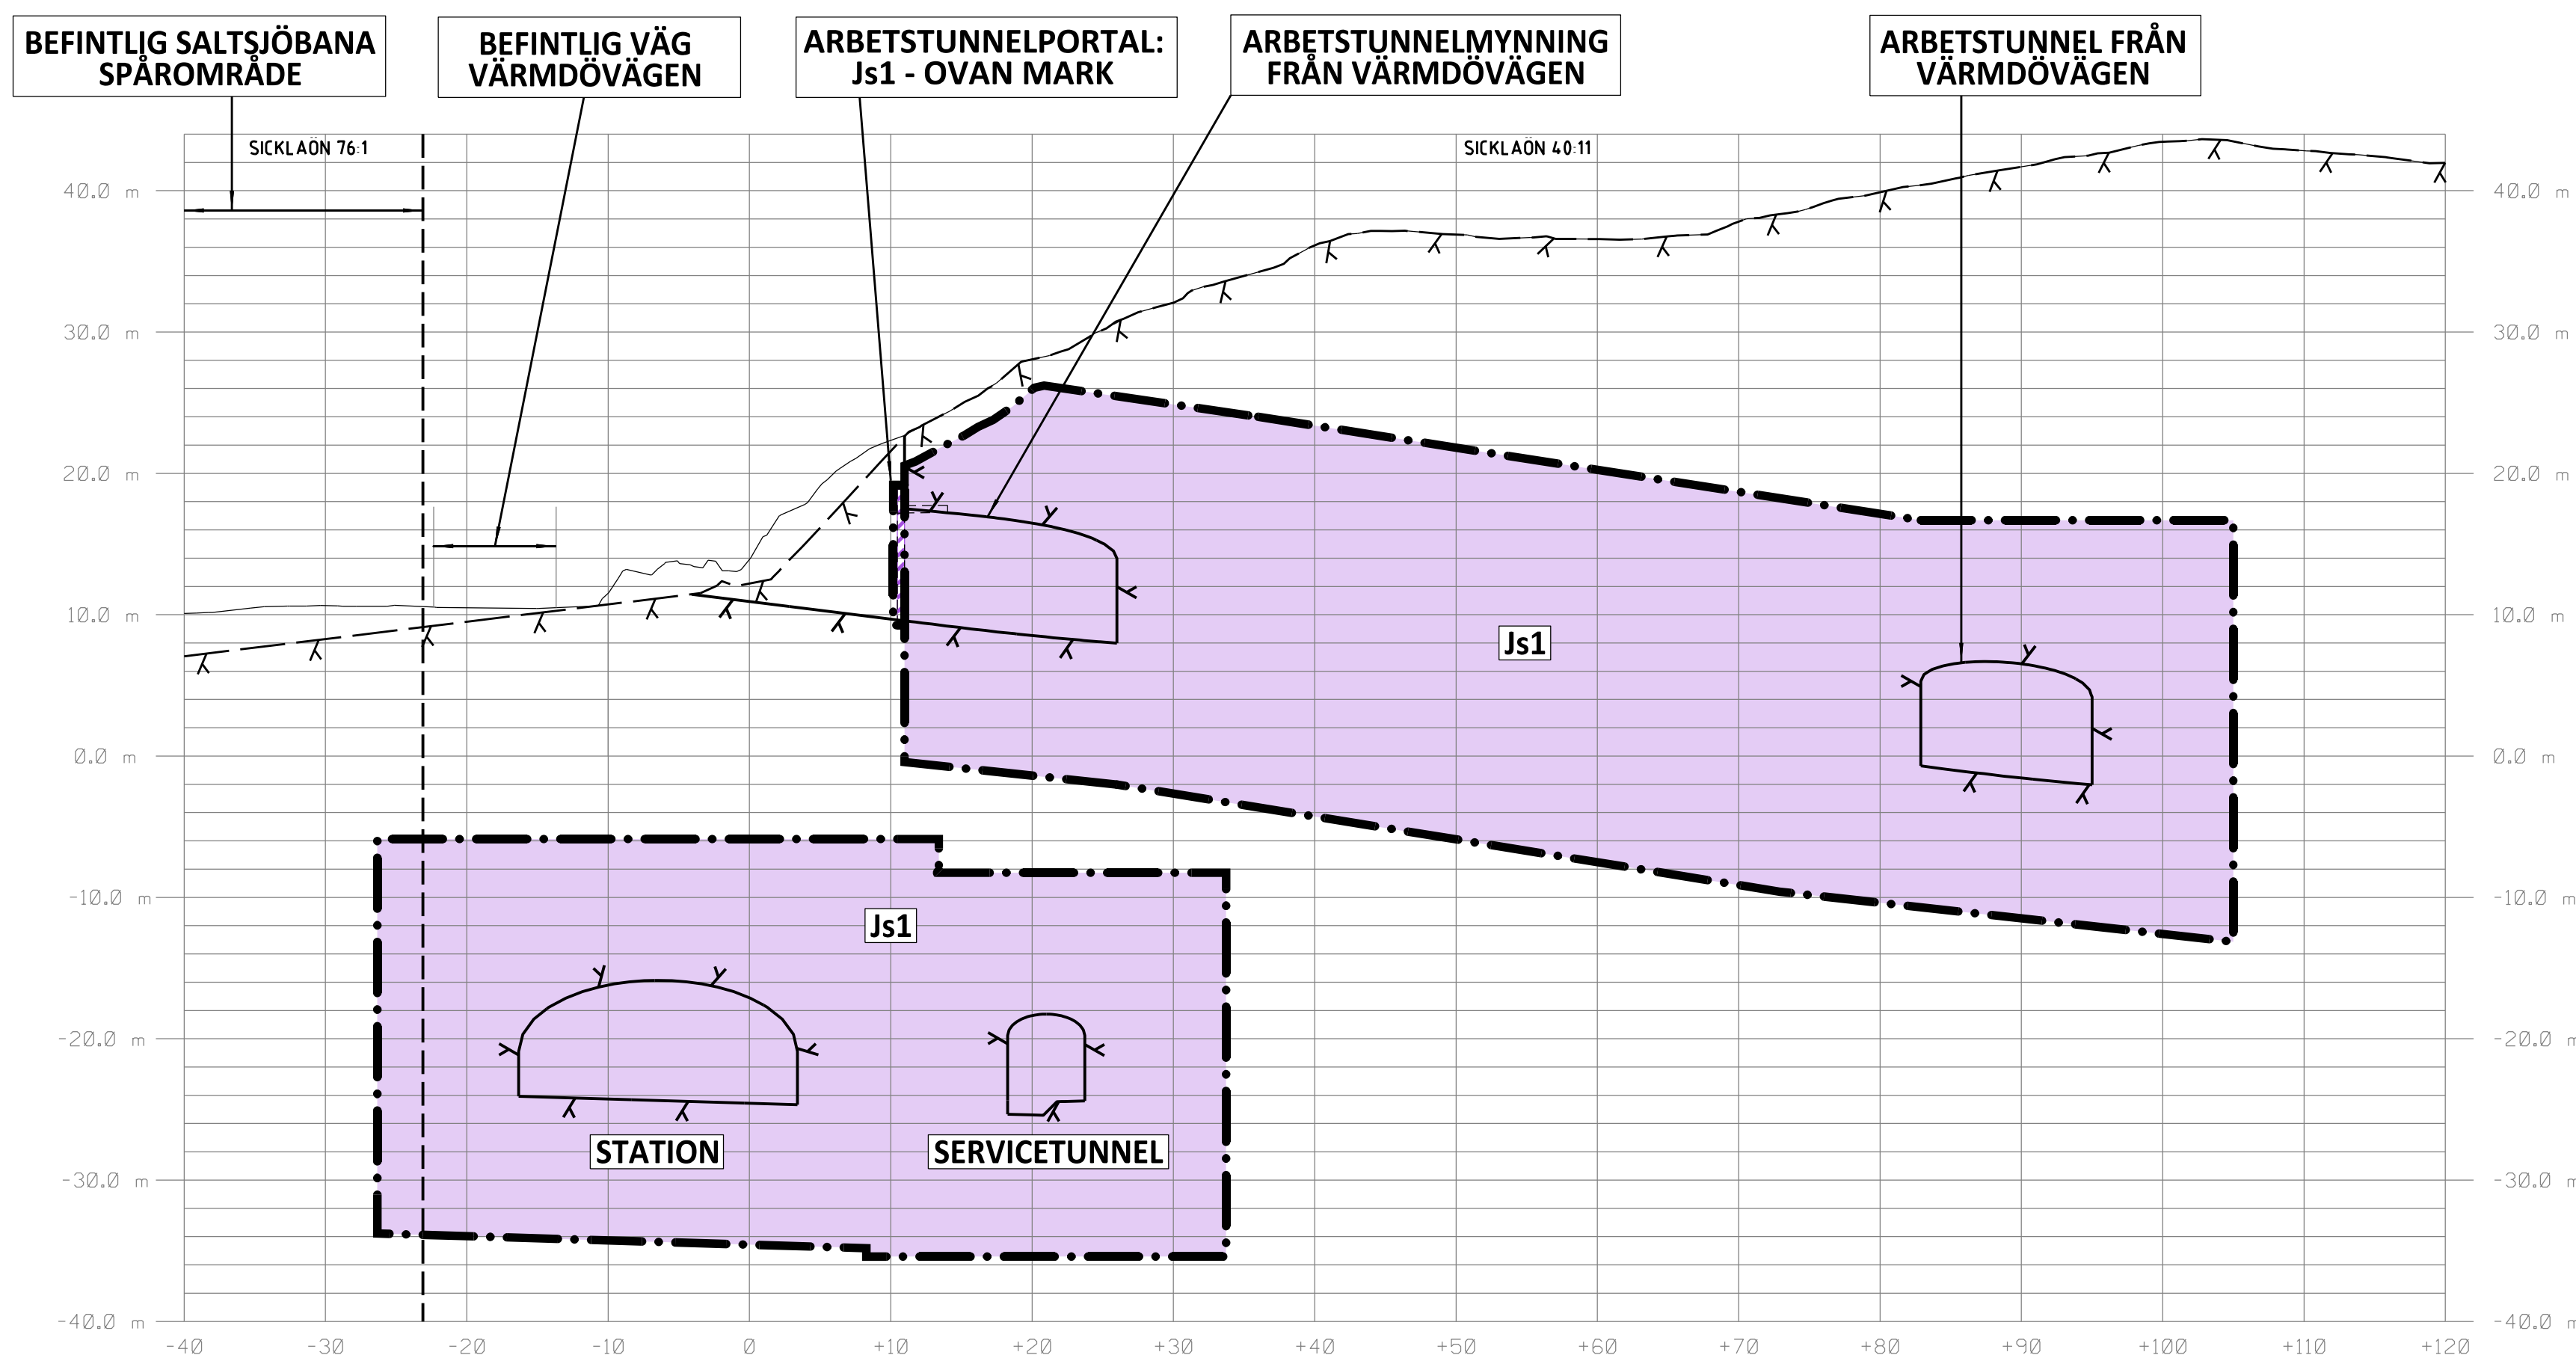 BEFINTLIG SALTSJÖBANA
SPÅROMRÅDE
BEFINTLIG VÄG
VÄRMDÖVÄGEN
ARBETSTUNNELPORTAL:
Js1 - OVAN MARK
ARBETSTUNNELMYNNING
FRÅN VÄRMDÖVÄGEN
ARBETSTUNNEL FRÅN
VÄRMDÖVÄGEN
SICKLAÖN 76:1
SICKLAÖN 40:11
40.0 m
40.0 m
30.0 m
30.0 m
20.0 m
20.0 m
10.0 m
10.0 m
Js1
0.0 m
0.0 m
-10.0 m
-10.0 m
Js1
-20.0 m
-20.0 m
STATION
SERVICETUNNEL
-30.0 m
-30.0 m
-40.0 m
-40.0 m
-40 -30 -20 -10 0 +10 +20 +30 +40 +50 +60 +70 +80 +90 +100 +110 +120